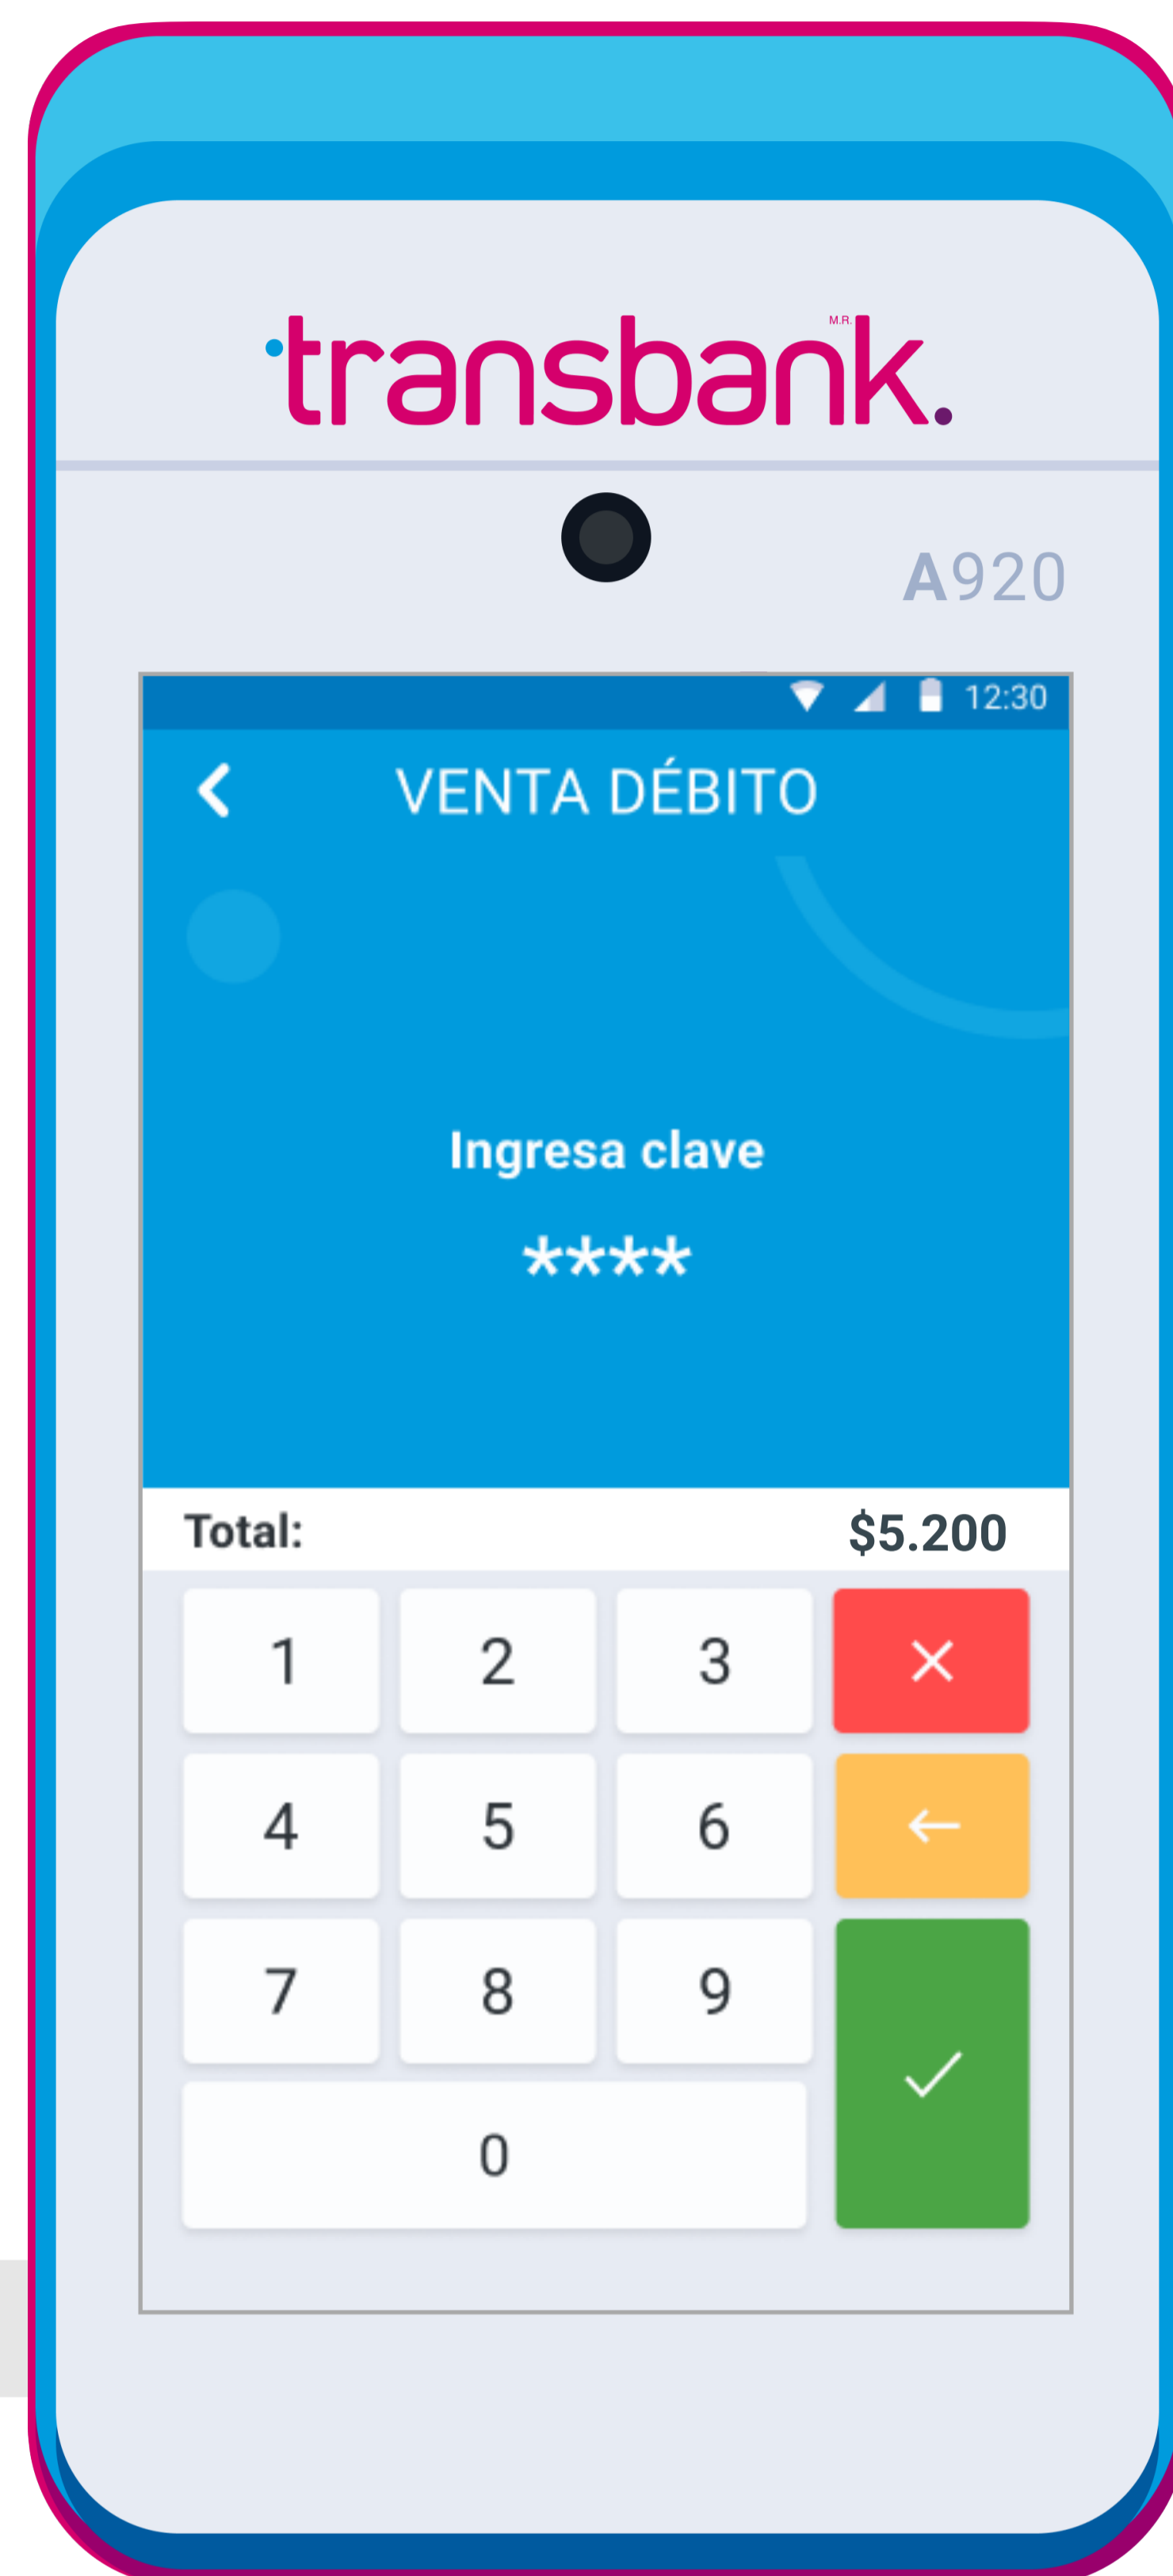 transbank.
M.R.
A920
12:30
VENTA DÉBITO
Ingresa clave
****
Total: $5.200
1 2 3
4 5 6
7 8 9
0